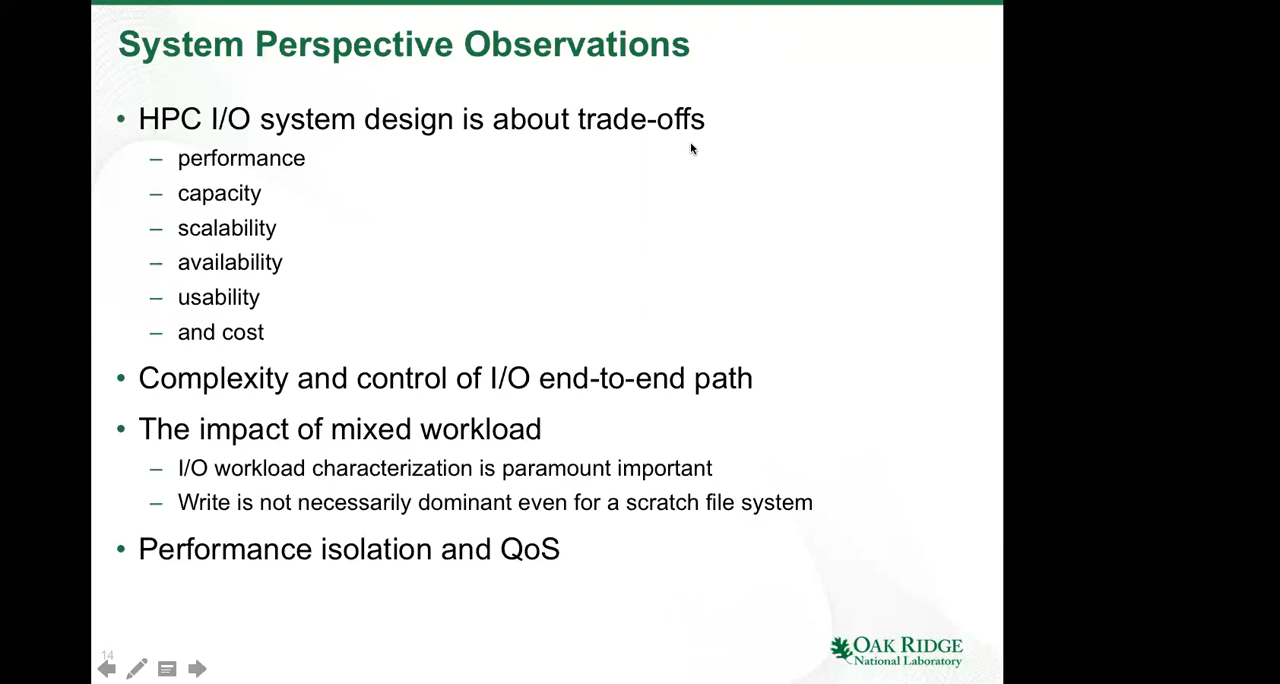 System Perspective Observations
• HPC I/O system design is about trade-offs
– performance
– capacity
– scalability
– availability
– usability
– and cost
• Complexity and control of I/O end-to-end path
• The impact of mixed workload
– I/O workload characterization is paramount important
– Write is not necessarily dominant even for a scratch file system
• Performance isolation and QoS
14
OAK RIDGE
National Laboratory